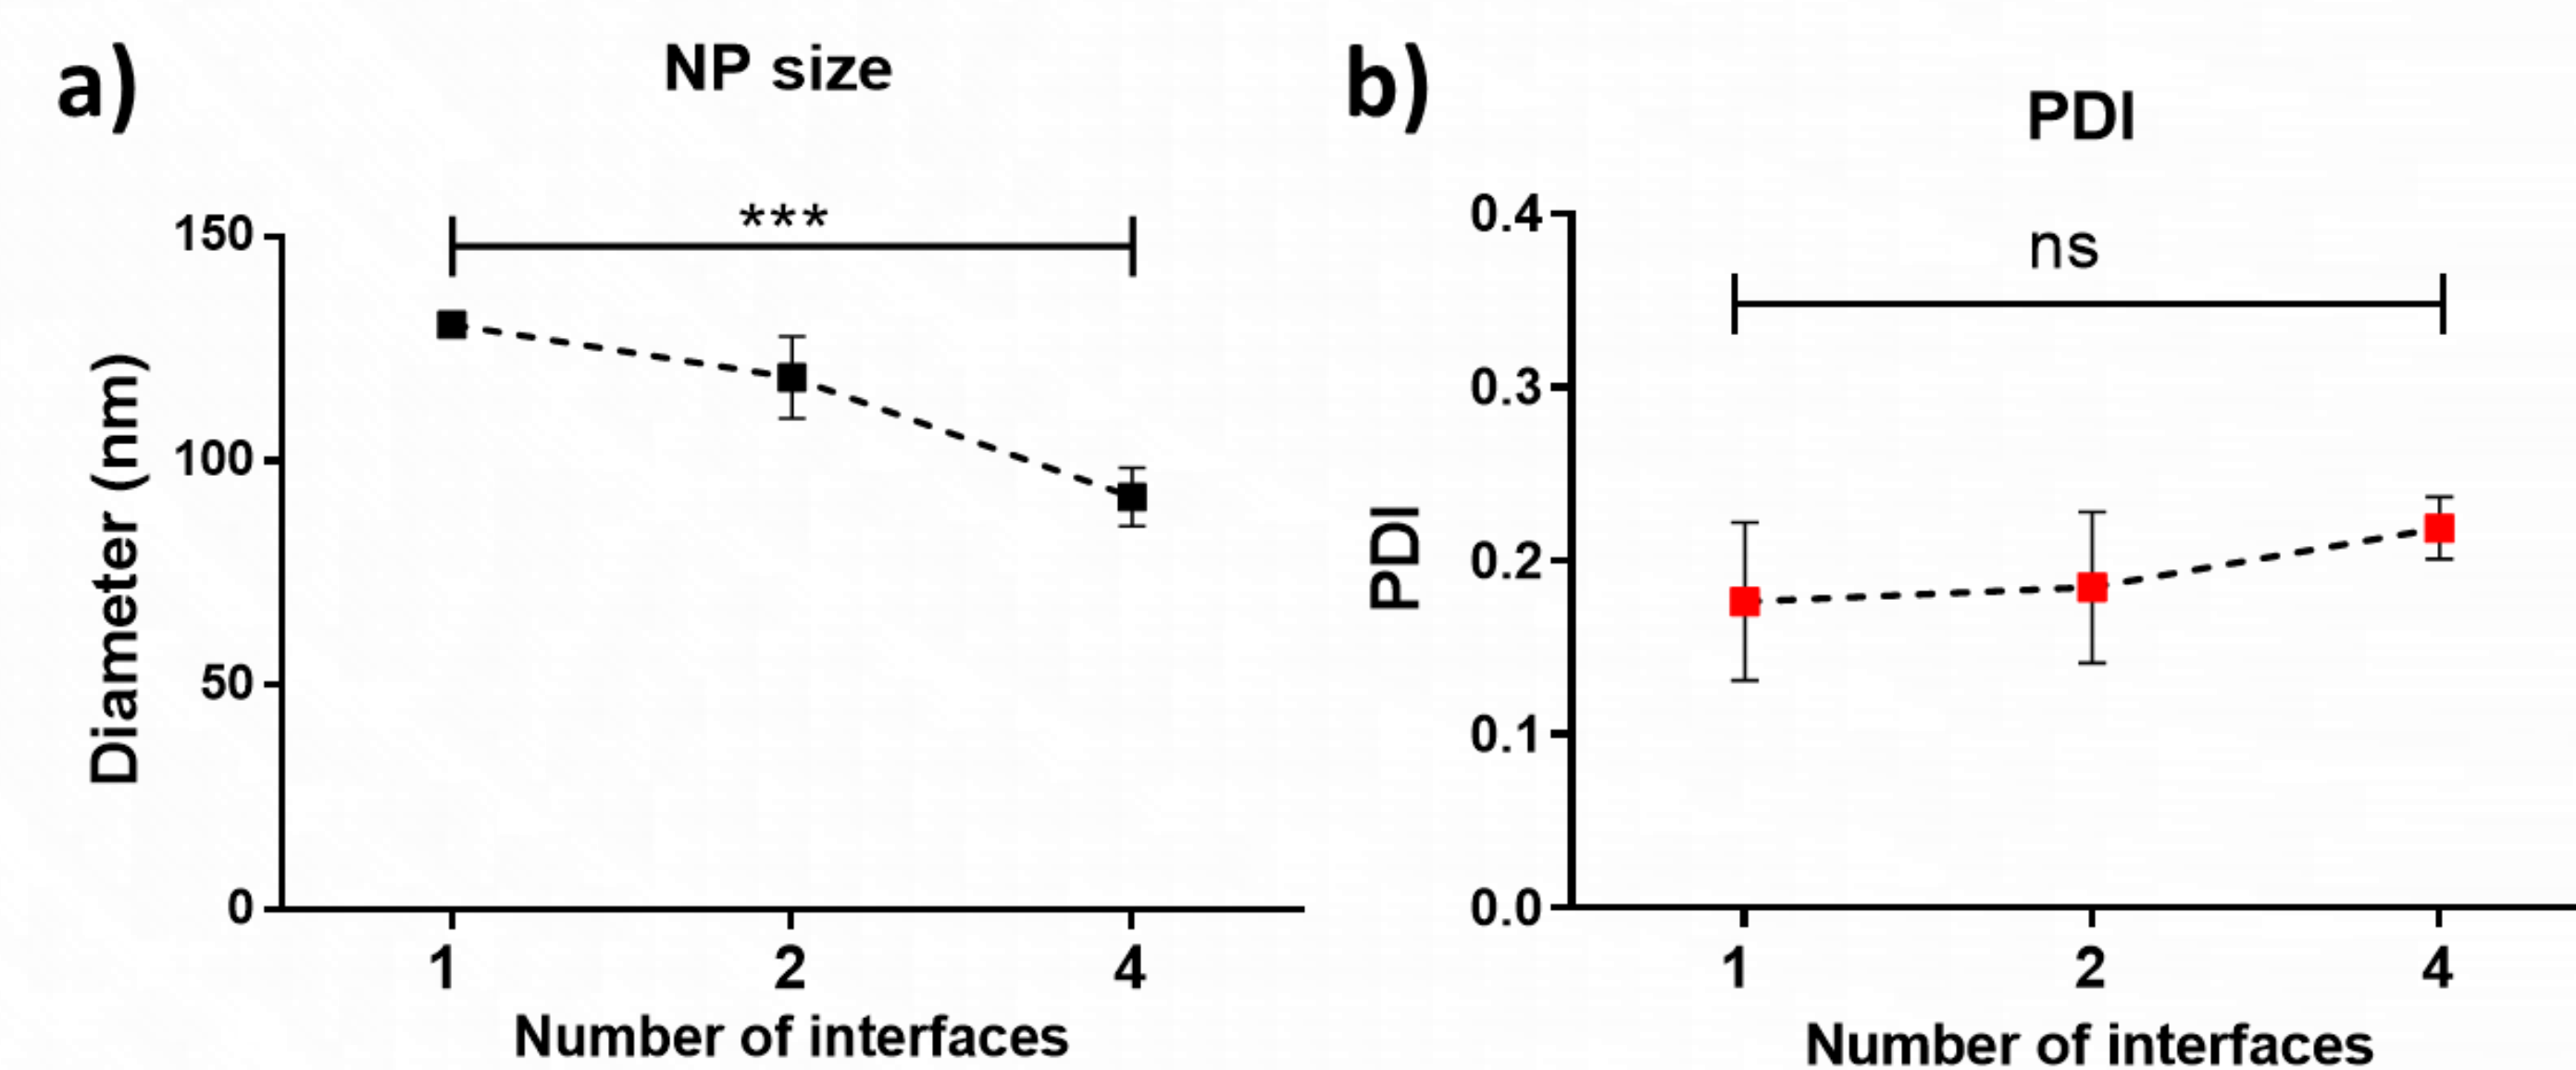 a)
NP size
***
150
100
50
0
Diameter (nm)
1 2 4
Number of interfaces
b)
PDI
ns
0.4
0.3
0.2
0.1
0.0
PDI
1 2 4
Number of interfaces